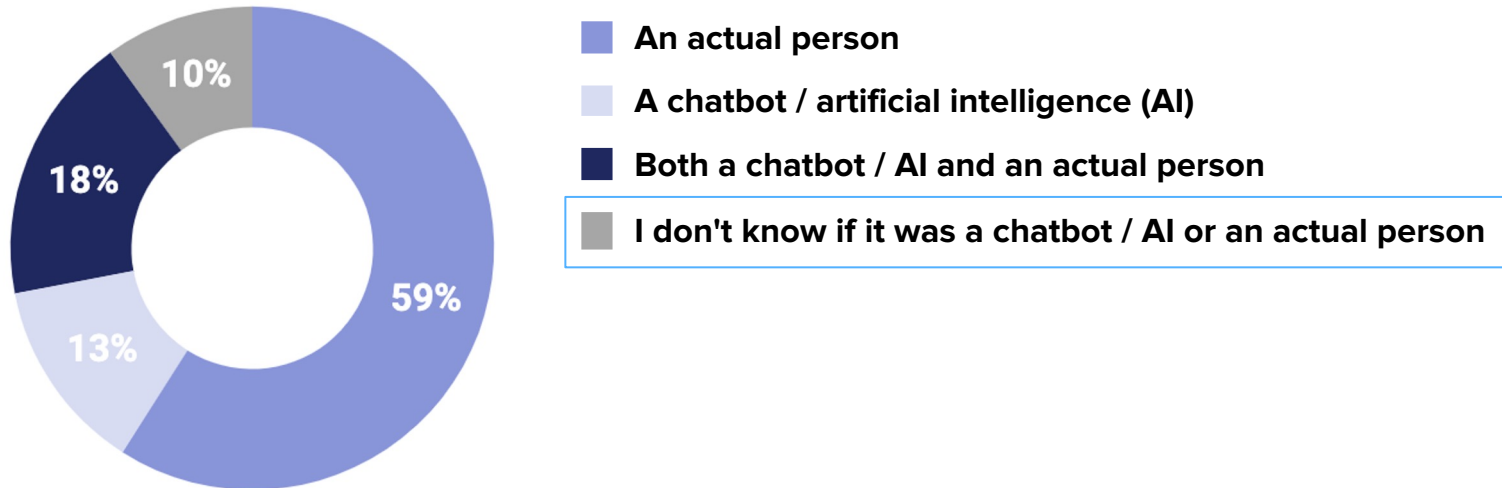 10%
18%
59%
13%
An actual person
A chatbot / artificial intelligence (AI)
Both a chatbot / AI and an actual person
I don't know if it was a chatbot / AI or an actual person